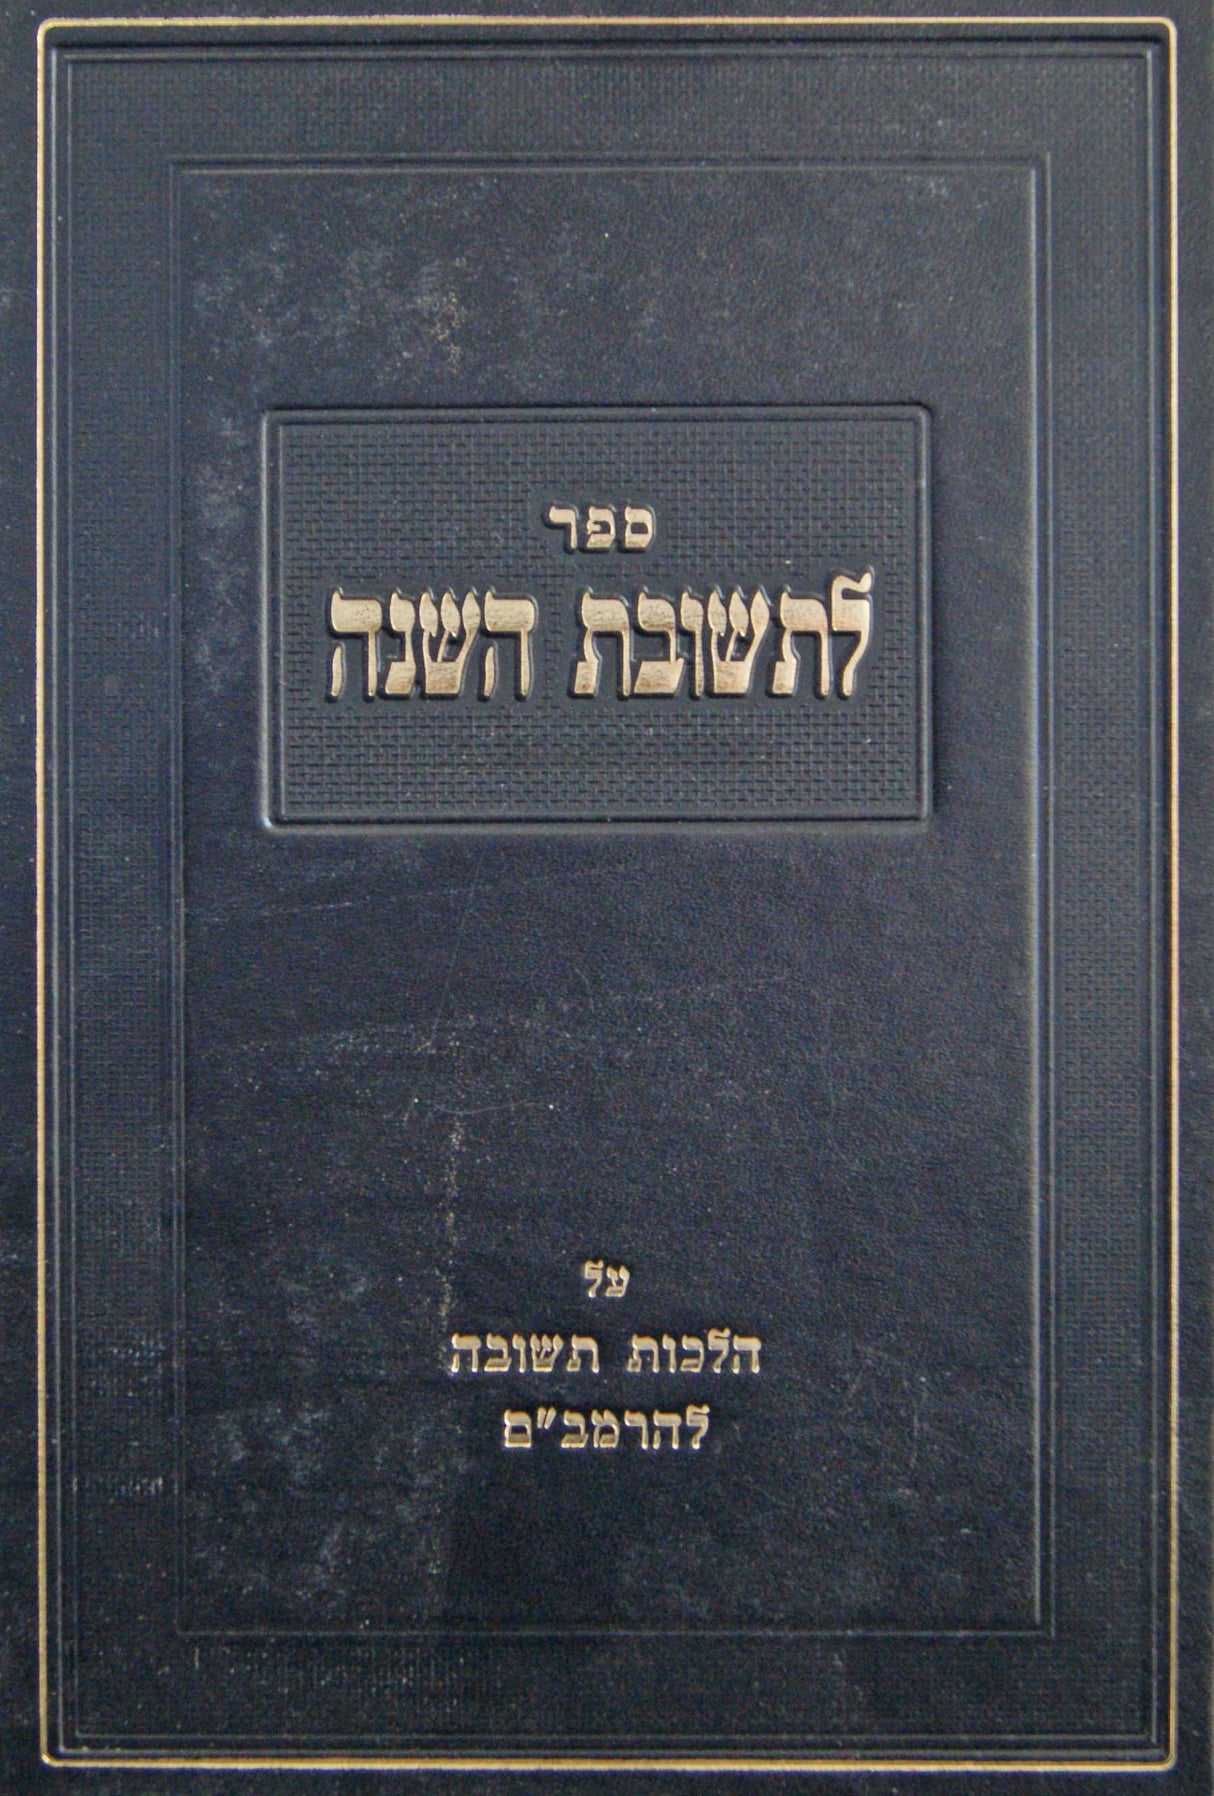 ספר
לתשובת השנה
על
הלכות תשובה
להרמב״ם